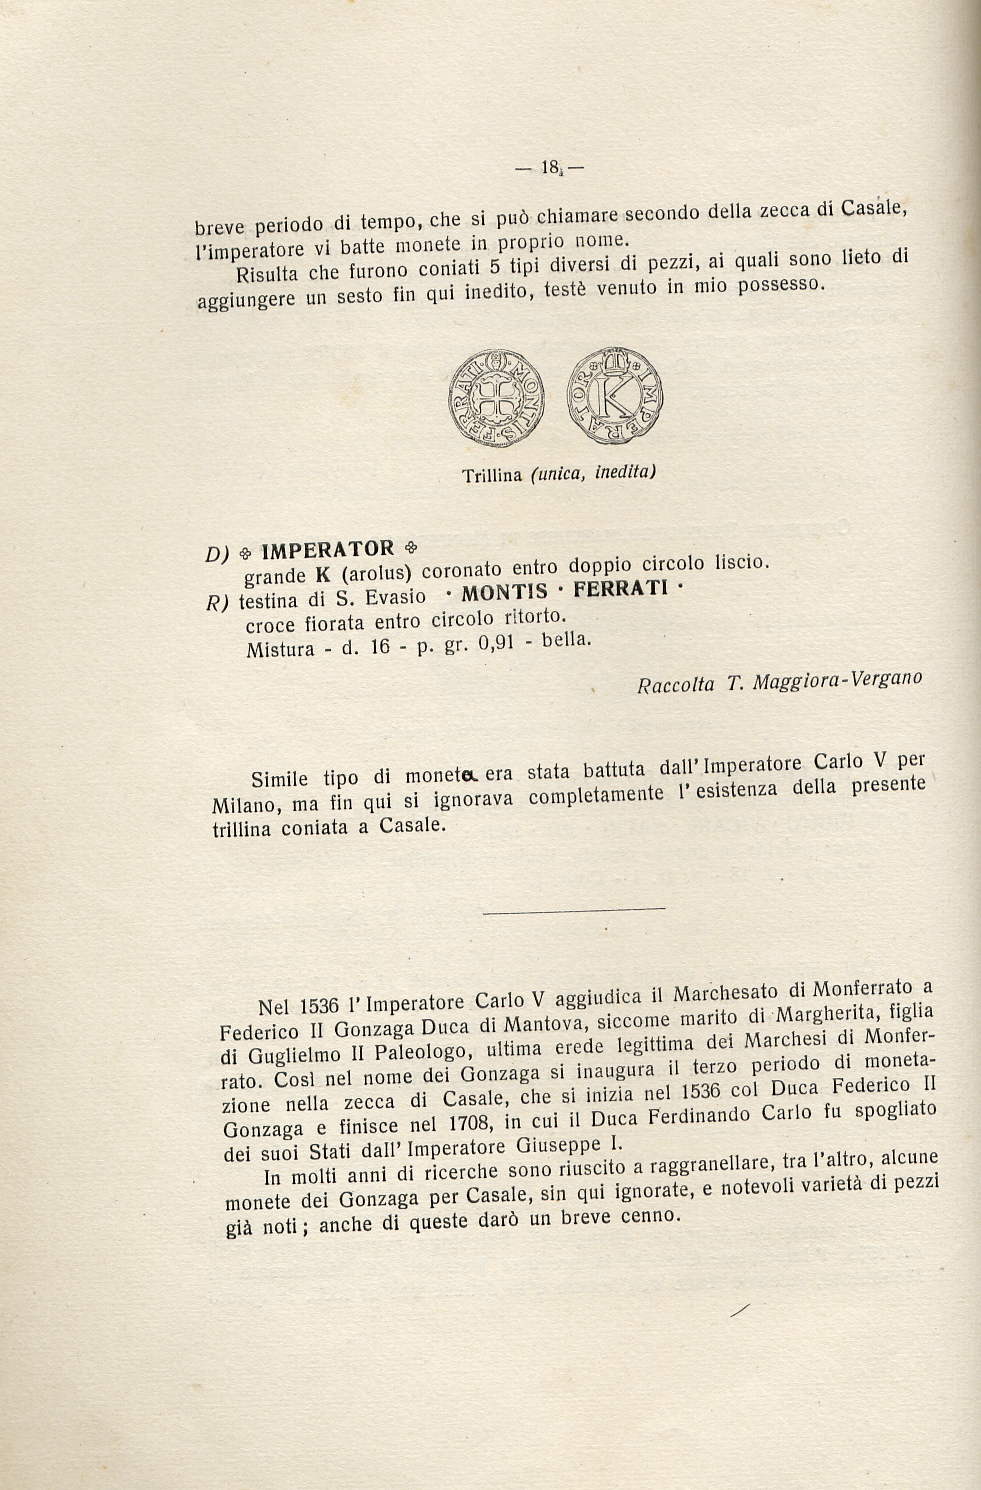 — 18 —
breve periodo di tempo, che si può chiamare secondo della zecca di Casale,
l'imperatore vi batte monete in proprio nome.
Risulta che furono coniati 5 tipi diversi di pezzi, ai quali sono lieto di
aggiungere un sesto fin qui inedito, testè venuto in mio possesso.
MONTIS · FERRATI
IMPERATOR
K
Trillina (unica, inedita)
D) ✤ IMPERATOR ✤
grande K (arolus) coronato entro doppio circolo liscio.
R) testina di S. Evasio · MONTIS · FERRATI ·
croce fiorata entro circolo ritorto.
Mistura - d. 16 - p. gr. 0,91 - bella.
Raccolta T. Maggiora-Vergano
Simile tipo di moneta era stata battuta dall'Imperatore Carlo V per
Milano, ma fin qui si ignorava completamente l'esistenza della presente
trillina coniata a Casale.
Nel 1536 l'Imperatore Carlo V aggiudica il Marchesato di Monferrato a
Federico II Gonzaga Duca di Mantova, siccome marito di Margherita, figlia
di Guglielmo II Paleologo, ultima erede legittima dei Marchesi di Monfer-
rato. Così nel nome dei Gonzaga si inaugura il terzo periodo di moneta-
zione nella zecca di Casale, che si inizia nel 1536 col Duca Federico II
Gonzaga e finisce nel 1708, in cui il Duca Ferdinando Carlo fu spogliato
dei suoi Stati dall'Imperatore Giuseppe I.
In molti anni di ricerche sono riuscito a raggranellare, tra l'altro, alcune
monete dei Gonzaga per Casale, sin qui ignorate, e notevoli varietà di pezzi
già noti ; anche di queste darò un breve cenno.